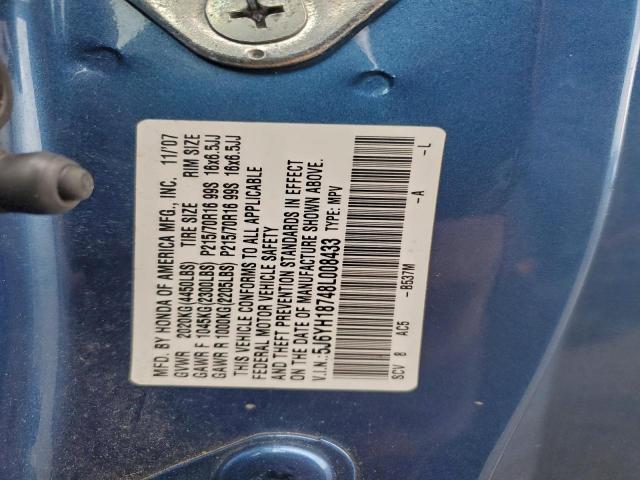 MFD. BY HONDA OF AMERICA MFG., INC. 11/'07
GVWR 2020KG(4450LBS) TIRE SIZE RIM SIZE
GAWR F 1045KG(2300LBS) P215/70R16 99S 16x6.5JJ
GAWR R 1000KG(2205LBS) P215/70R16 99S 16x6.5JJ
THIS VEHICLE CONFORMS TO ALL APPLICABLE
FEDERAL MOTOR VEHICLE SAFETY
AND THEFT PREVENTION STANDARDS IN EFFECT
ON THE DATE OF MANUFACTURE SHOWN ABOVE.
V.I.N.:5J6YH18748L008433 TYPE: MPV
SCV 8 AC5 -B537M -A -L